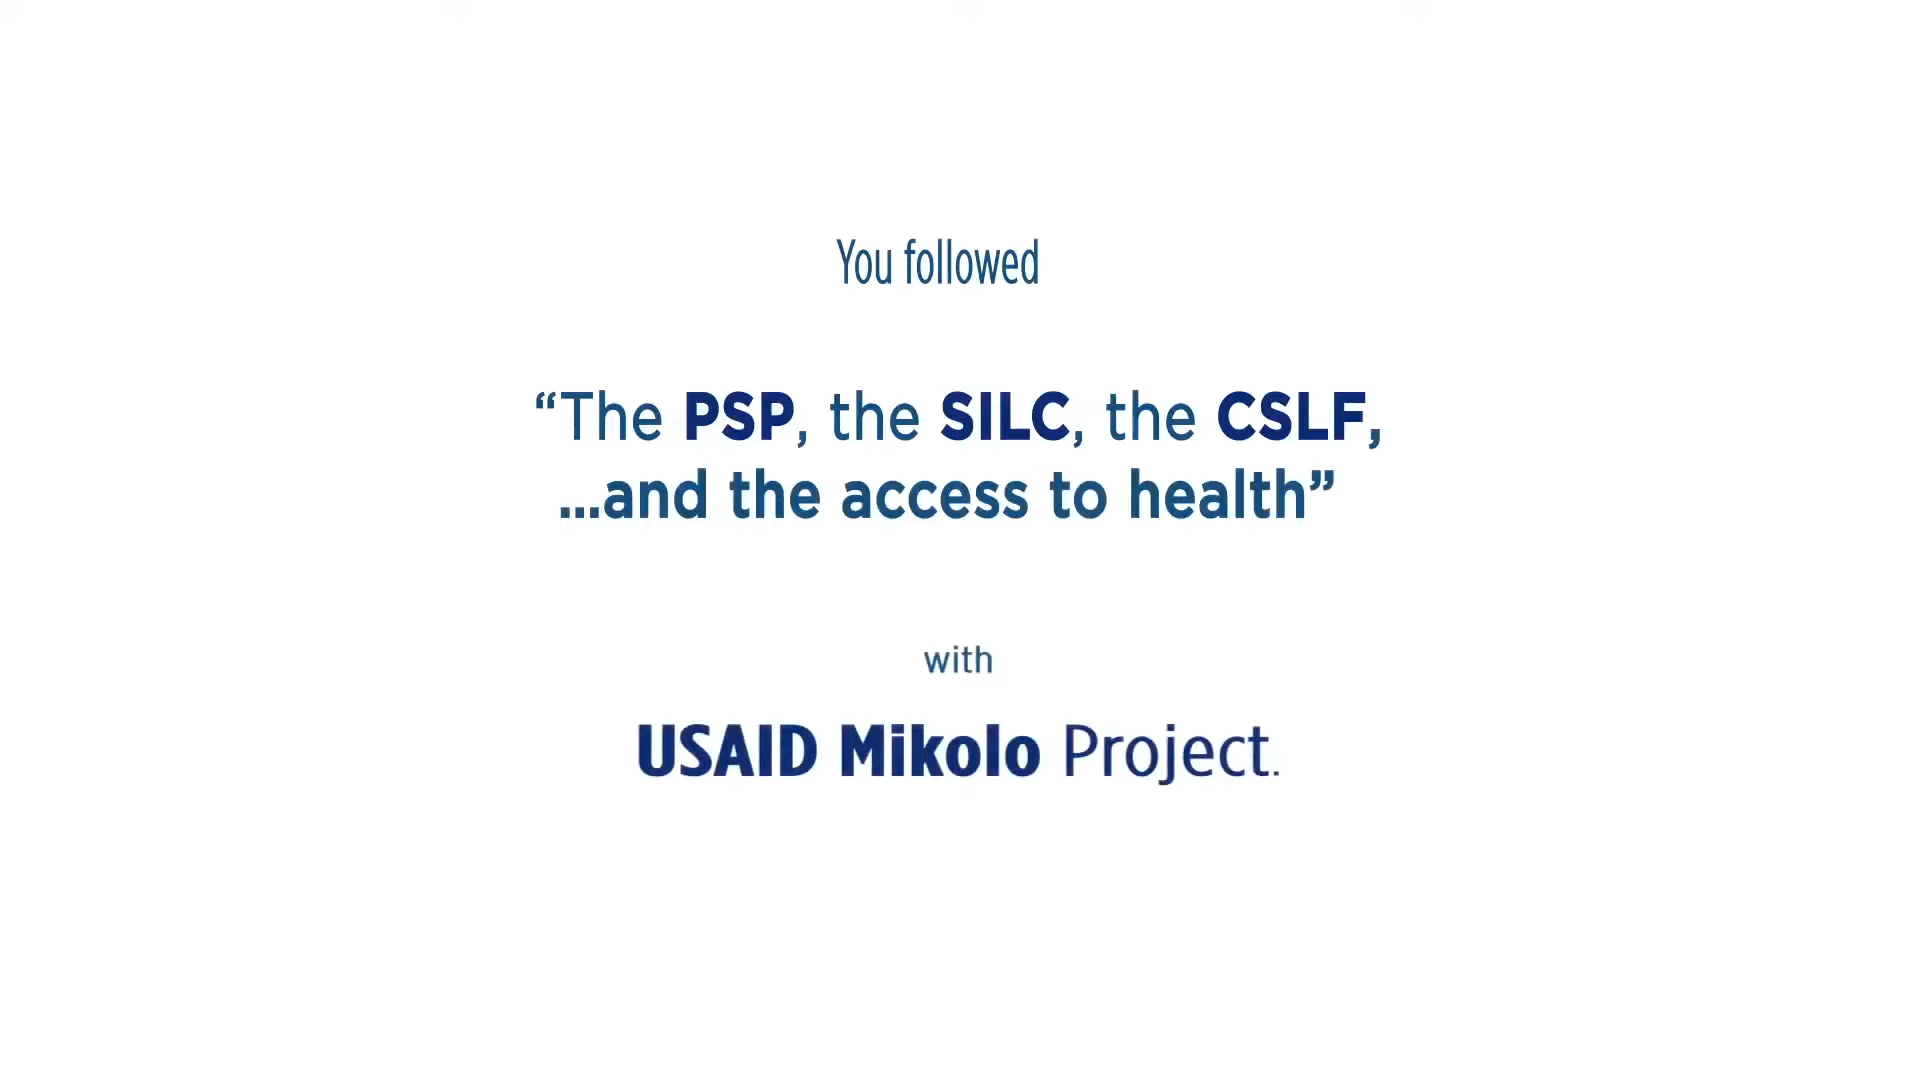 You followed
“The PSP, the SILC, the CSLF,
...and the access to health”
with
USAID Mikolo Project.